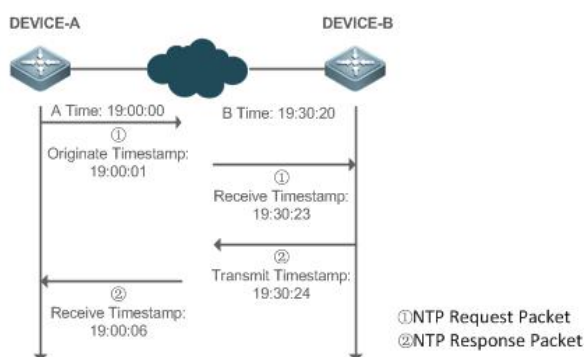 DEVICE-A
DEVICE-B
A Time: 19:00:00
B Time: 19:30:20
①
Originate Timestamp:
19:00:01
①
Receive Timestamp:
19:30:23
②
Transmit Timestamp:
19:30:24
②
Receive Timestamp:
19:00:06
①NTP Request Packet
②NTP Response Packet